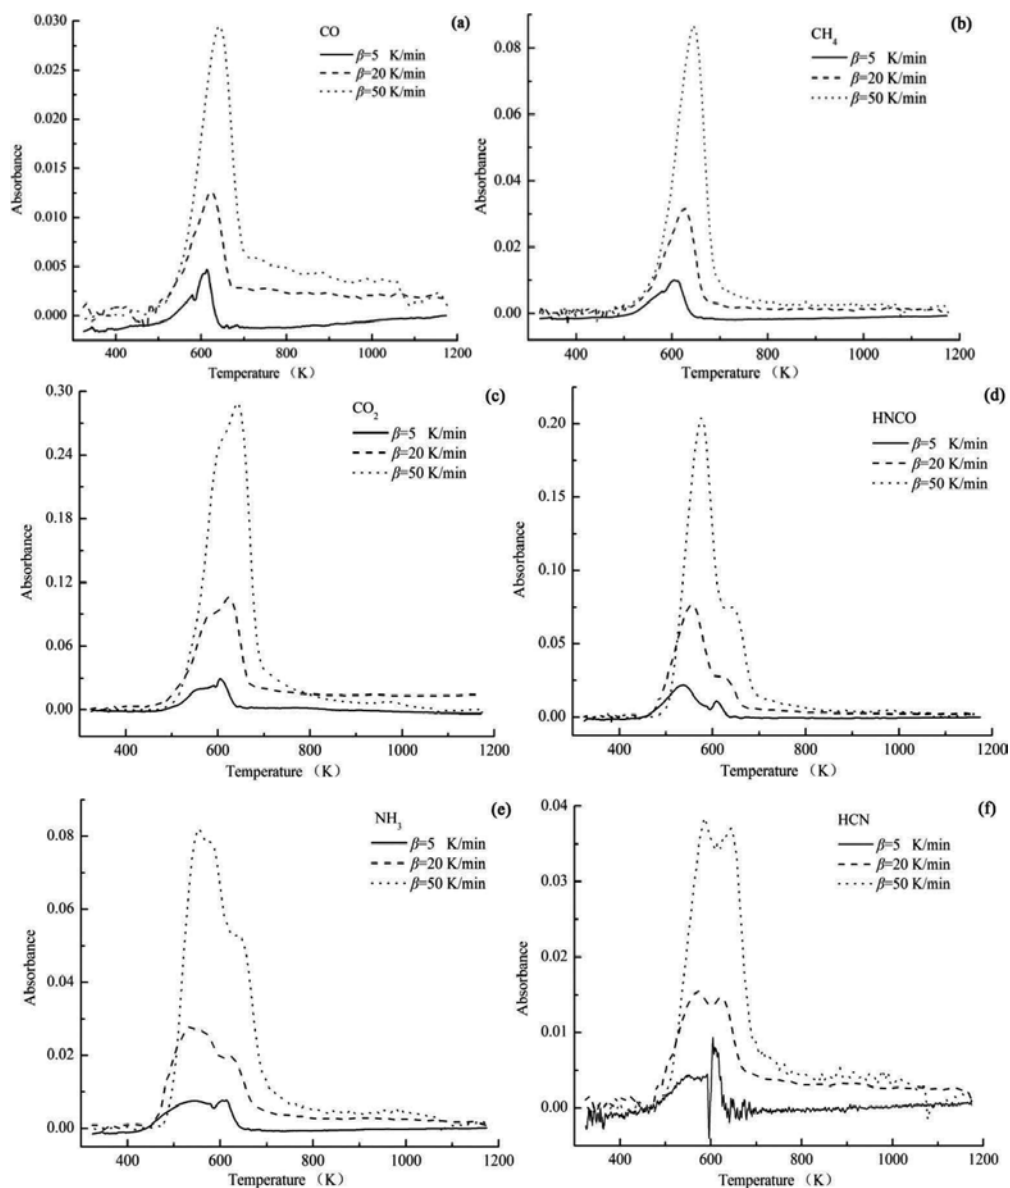 (a)
CO
β=5 K/min
β=20 K/min
β=50 K/min
0.030
0.025
0.020
0.015
0.010
0.005
0.000
Absorbance
400 600 800 1000 1200
Temperature (K)
(b)
CH4
β=5 K/min
β=20 K/min
β=50 K/min
0.08
0.06
0.04
0.02
0.00
Absorbance
400 600 800 1000 1200
Temperature (K)
(c)
CO2
β=5 K/min
β=20 K/min
β=50 K/min
0.30
0.24
0.18
0.12
0.06
0.00
Absorbance
400 600 800 1000 1200
Temperature (K)
(d)
HNCO
β=5 K/min
β=20 K/min
β=50 K/min
0.20
0.15
0.10
0.05
0.00
Absorbance
400 600 800 1000 1200
Temperature (K)
(e)
NH3
β=5 K/min
β=20 K/min
β=50 K/min
0.08
0.06
0.04
0.02
0.00
Absorbance
400 600 800 1000 1200
Temperature (K)
(f)
HCN
β=5 K/min
β=20 K/min
β=50 K/min
0.04
0.03
0.02
0.01
0.00
Absorbance
400 600 800 1000 1200
Temperature (K)